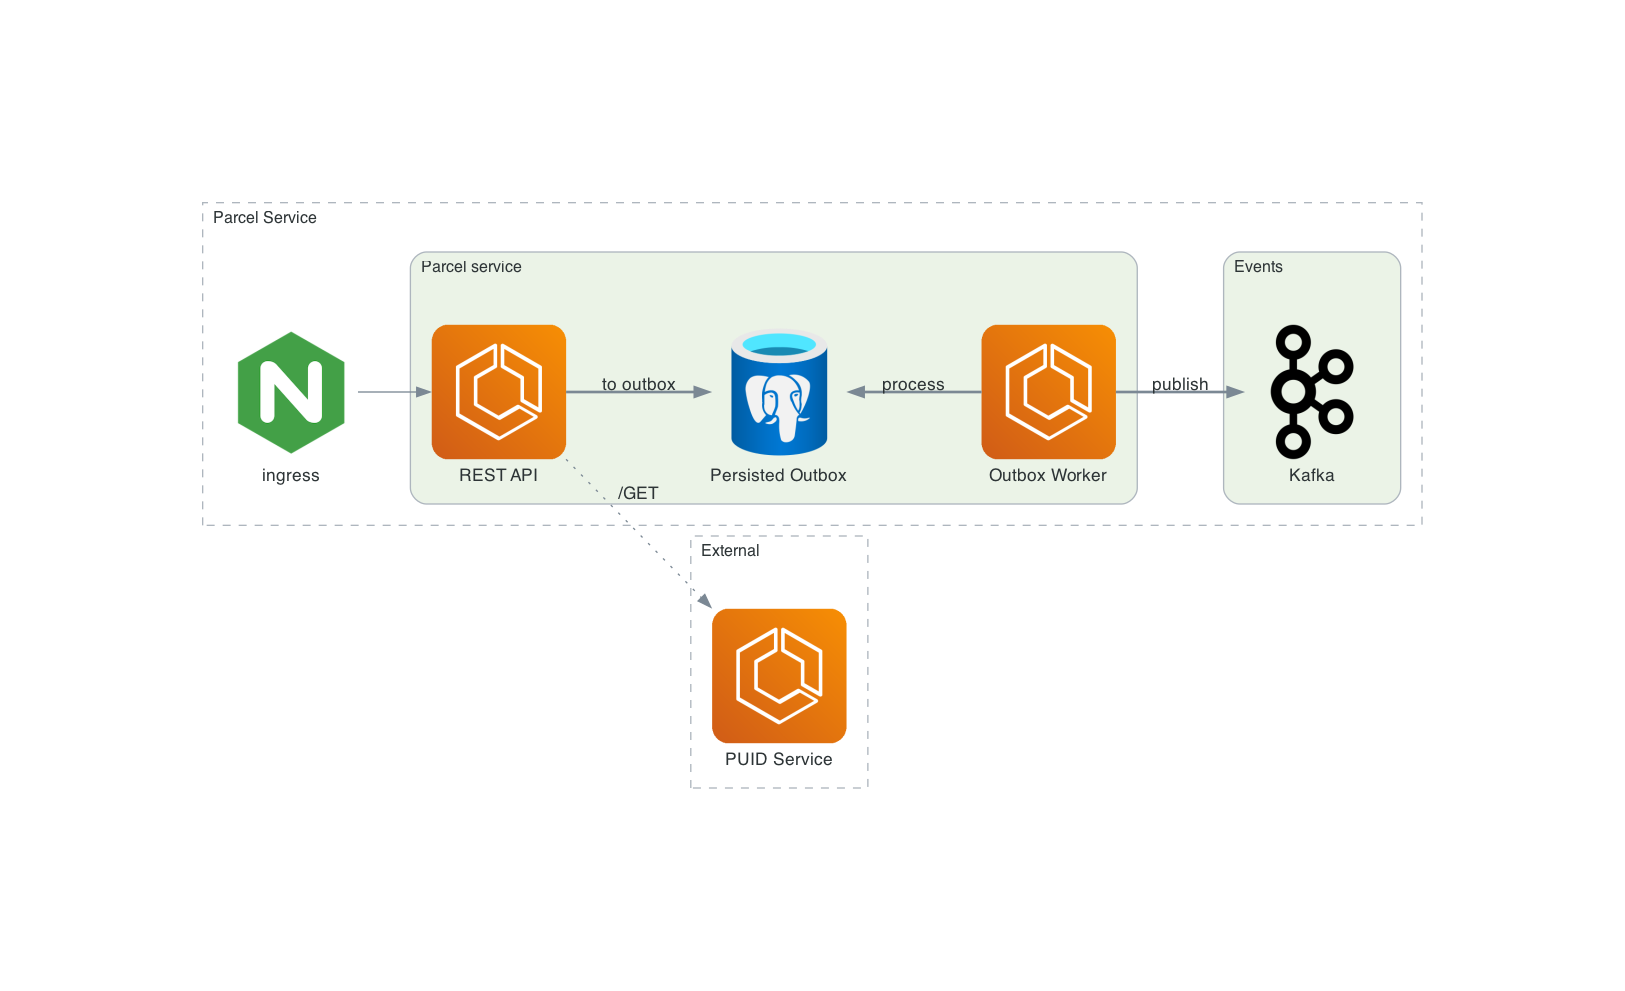 Parcel Service
Parcel service
Events
to outbox
process
publish
ingress
REST API
Persisted Outbox
Outbox Worker
Kafka
/GET
External
PUID Service